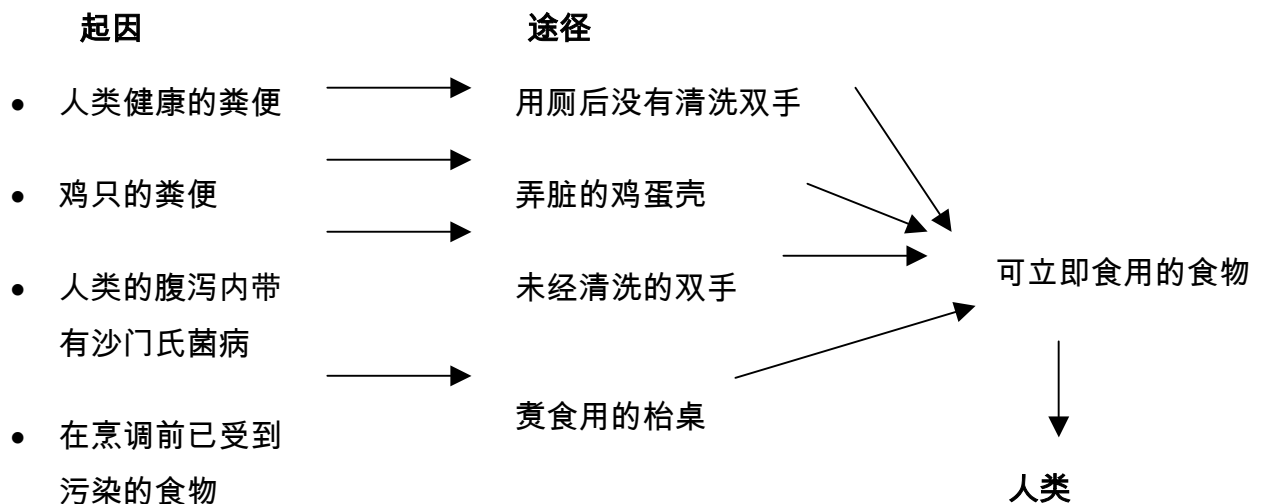 起因 途径
• 人类健康的粪便 用厕后没有清洗双手
• 鸡只的粪便 弄脏的鸡蛋壳
可立即食用的食物
• 人类的腹泻内带 未经清洗的双手
有沙门氏菌病
煮食用的枱桌
• 在烹调前已受到
污染的食物 人类